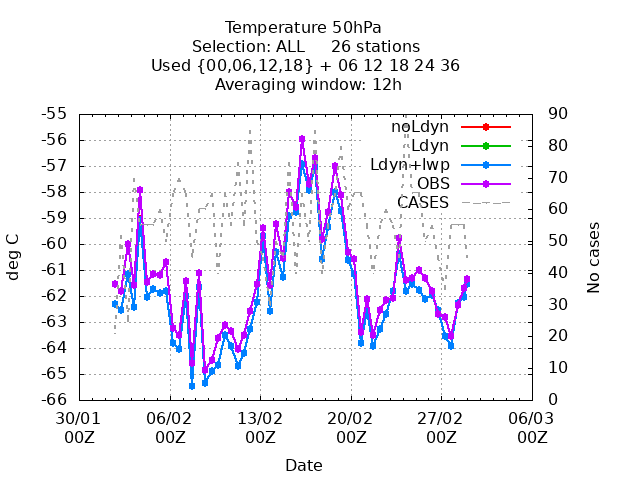 Temperature 50hPa
Selection: ALL 26 stations
Used {00,06,12,18} + 06 12 18 24 36
Averaging window: 12h
-55
-56
-57
-58
-59
-60
-61
-62
-63
-64
-65
-66
deg C
90
80
70
60
50
40
30
20
10
0
No cases
noLdyn
Ldyn
Ldyn+lwp
OBS
CASES
30/01 06/02 13/02 20/02 27/02 06/03
00Z 00Z 00Z 00Z 00Z 00Z
Date